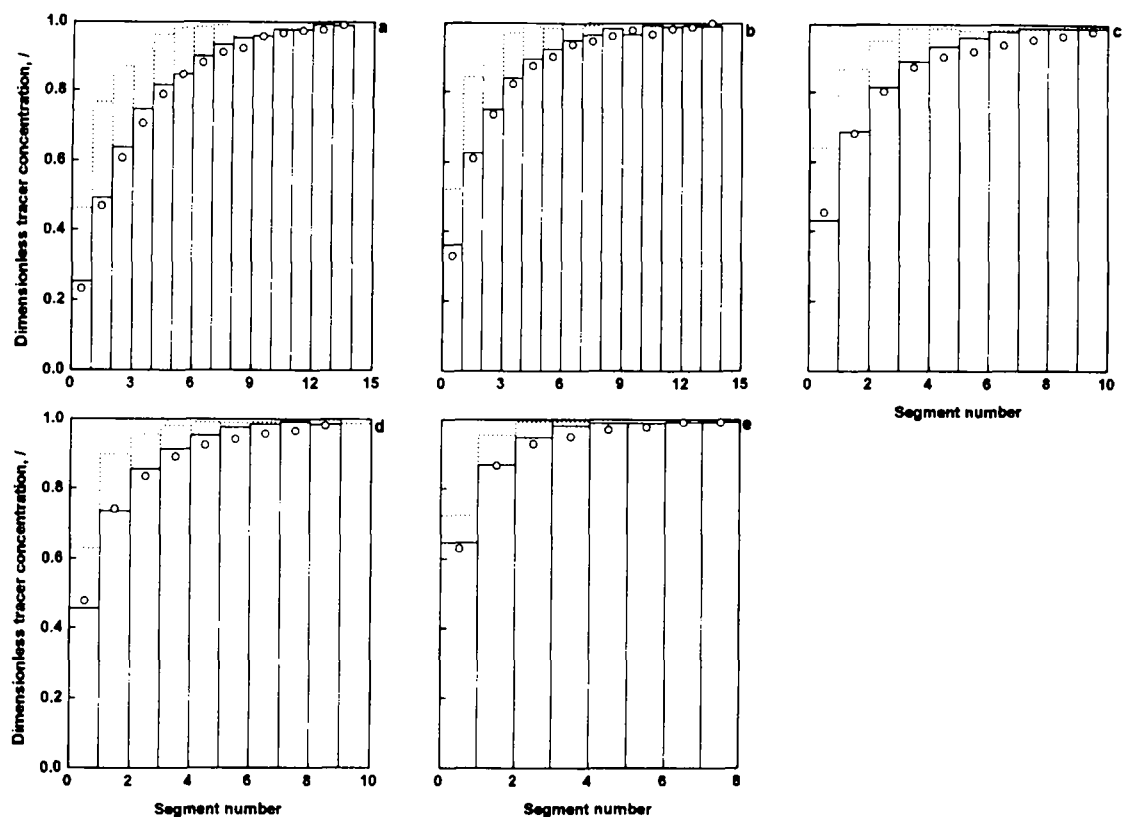 Dimensionless tracer concentration, /
1.0
0.8
0.6
0.4
0.2
0.0
a
0 3 6 9 12 15
b
0 3 6 9 12 15
c
0 2 4 6 8 10
Segment number
Dimensionless tracer concentration, /
1.0
0.8
0.6
0.4
0.2
0.0
d
0 2 4 6 8 10
Segment number
e
0 2 4 6 8
Segment number